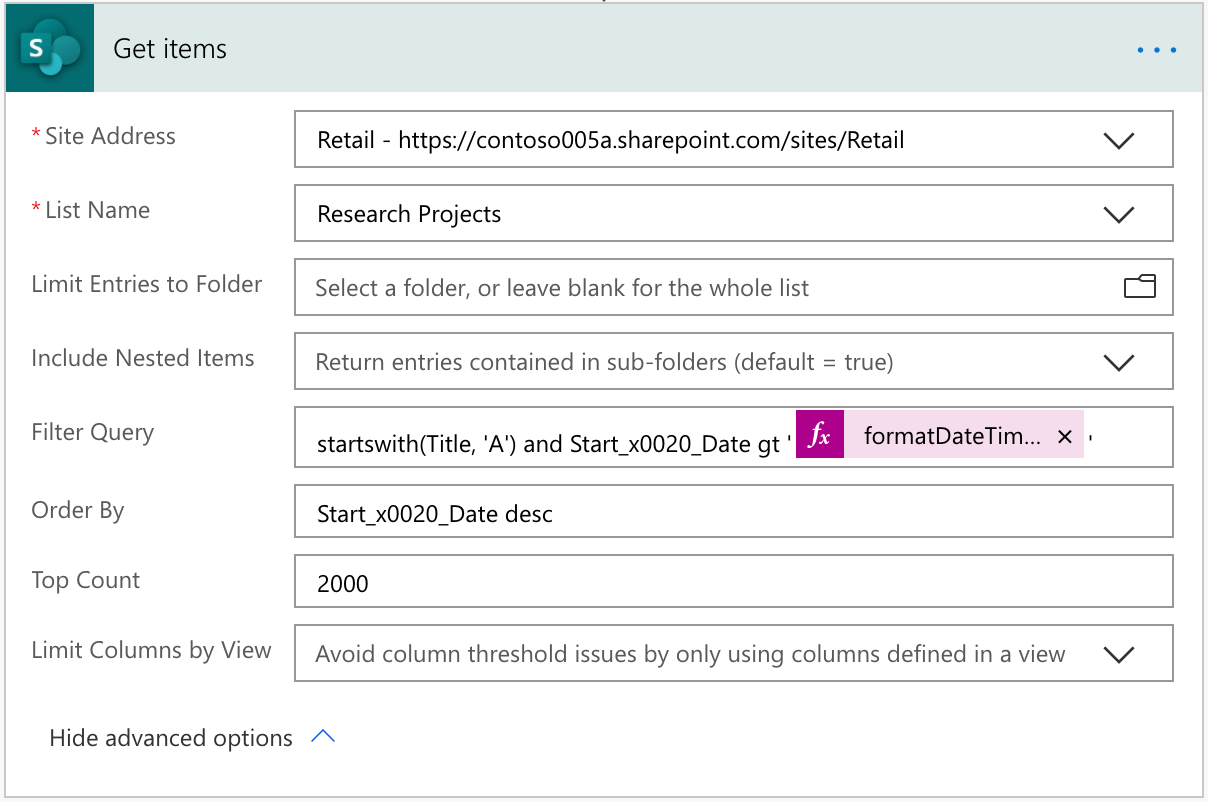 S
Get items
* Site Address
Retail - https://contoso005a.sharepoint.com/sites/Retail
* List Name
Research Projects
Limit Entries to Folder
Select a folder, or leave blank for the whole list
Include Nested Items
Return entries contained in sub-folders (default = true)
Filter Query
startswith(Title, 'A') and Start_x0020_Date gt ' fx formatDateTim... × '
Order By
Start_x0020_Date desc
Top Count
2000
Limit Columns by View
Avoid column threshold issues by only using columns defined in a view
Hide advanced options